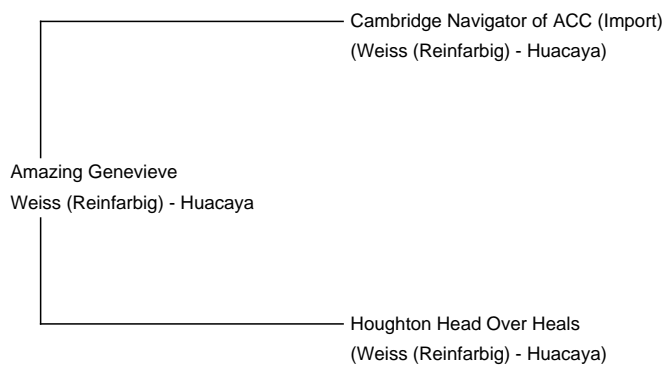 Cambridge Navigator of ACC (Import)
(Weiss (Reinfarbig) - Huacaya)
Amazing Genevieve
Weiss (Reinfarbig) - Huacaya
Houghton Head Over Heals
(Weiss (Reinfarbig) - Huacaya)